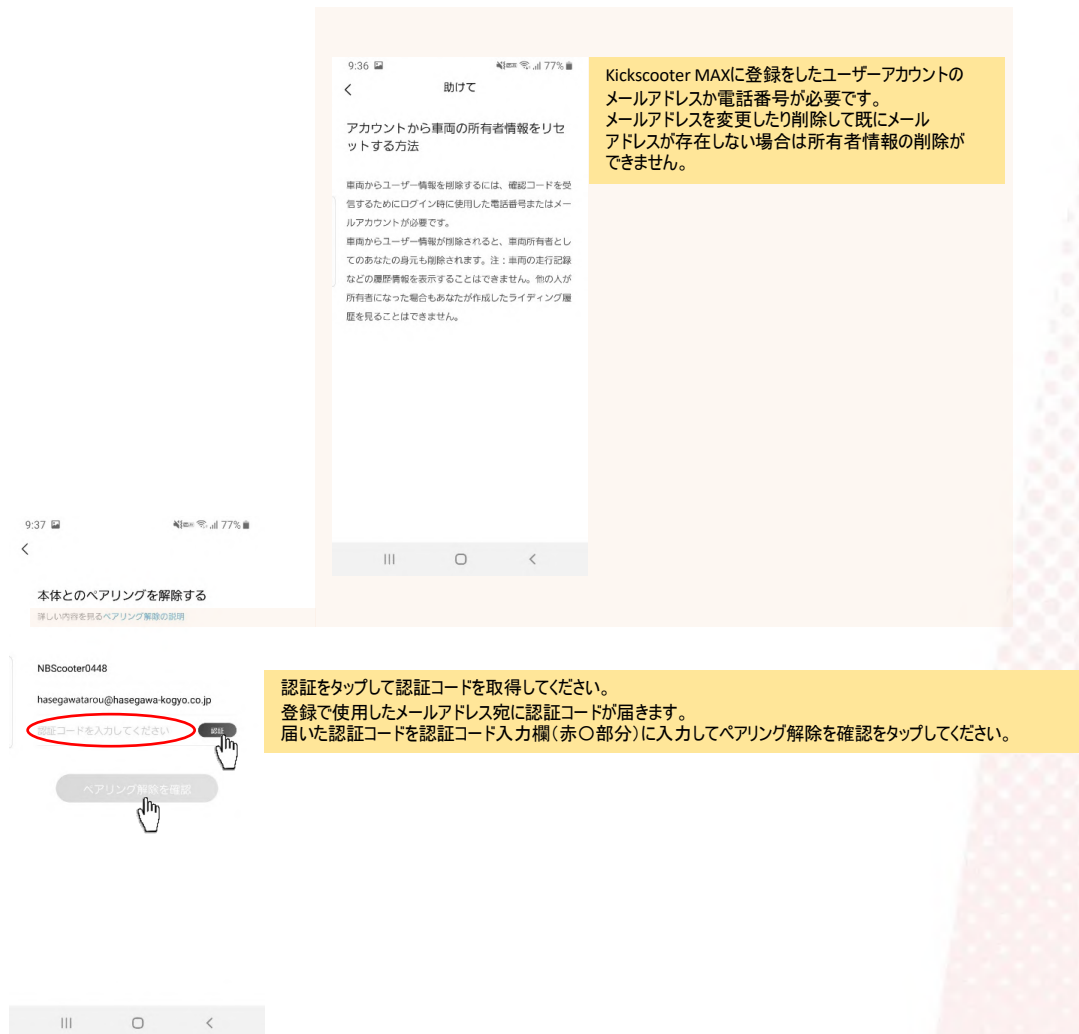 9:36
77%
助けて
アカウントから車両の所有者情報をリセ
ットする方法
車両からユーザー情報を削除するには、確認コードを受
信するためにログイン時に使用した電話番号またはメー
ルアカウントが必要です。
車両からユーザー情報が削除されると、車両所有者とし
てのあなたの身元も削除されます。注：車両の走行記録
などの履歴情報を表示することはできません。他の人が
所有者になった場合もあなたが作成したライディング履
歴を見ることはできません。
Kickscooter MAXに登録をしたユーザーアカウントの
メールアドレスか電話番号が必要です。
メールアドレスを変更したり削除して既にメール
アドレスが存在しない場合は所有者情報の削除が
できません。
9:37
77%
本体とのペアリングを解除する
詳しい内容を見るペアリング解除の説明
NBScooter0448
hasegawatarou@hasegawa-kogyo.co.jp
認証コードを入力してください
認証
ペアリング解除を確認
認証をタップして認証コードを取得してください。
登録で使用したメールアドレス宛に認証コードが届きます。
届いた認証コードを認証コード入力欄（赤〇部分）に入力してペアリング解除を確認をタップしてください。